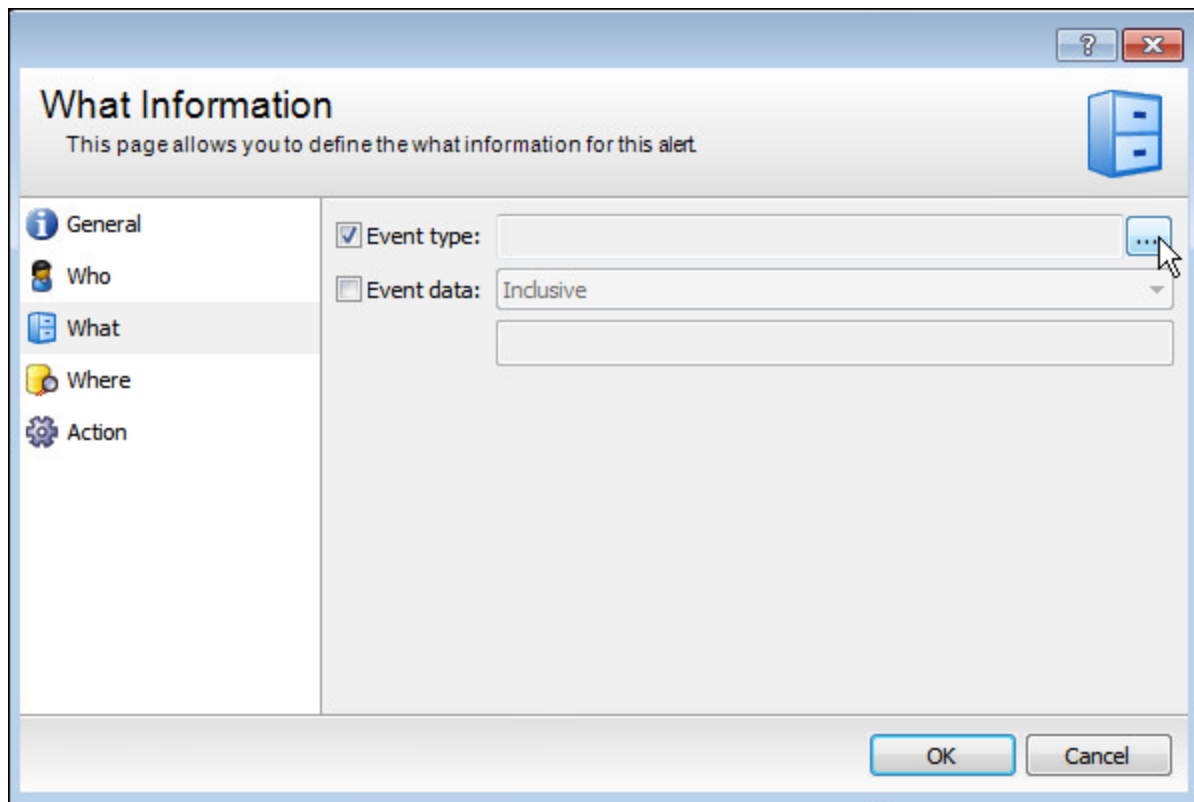 ?
What Information
This page allows you to define the what information for this alert.
General
Who
What
Where
Action
Event type:
...
Event data:
Inclusive
OK
Cancel